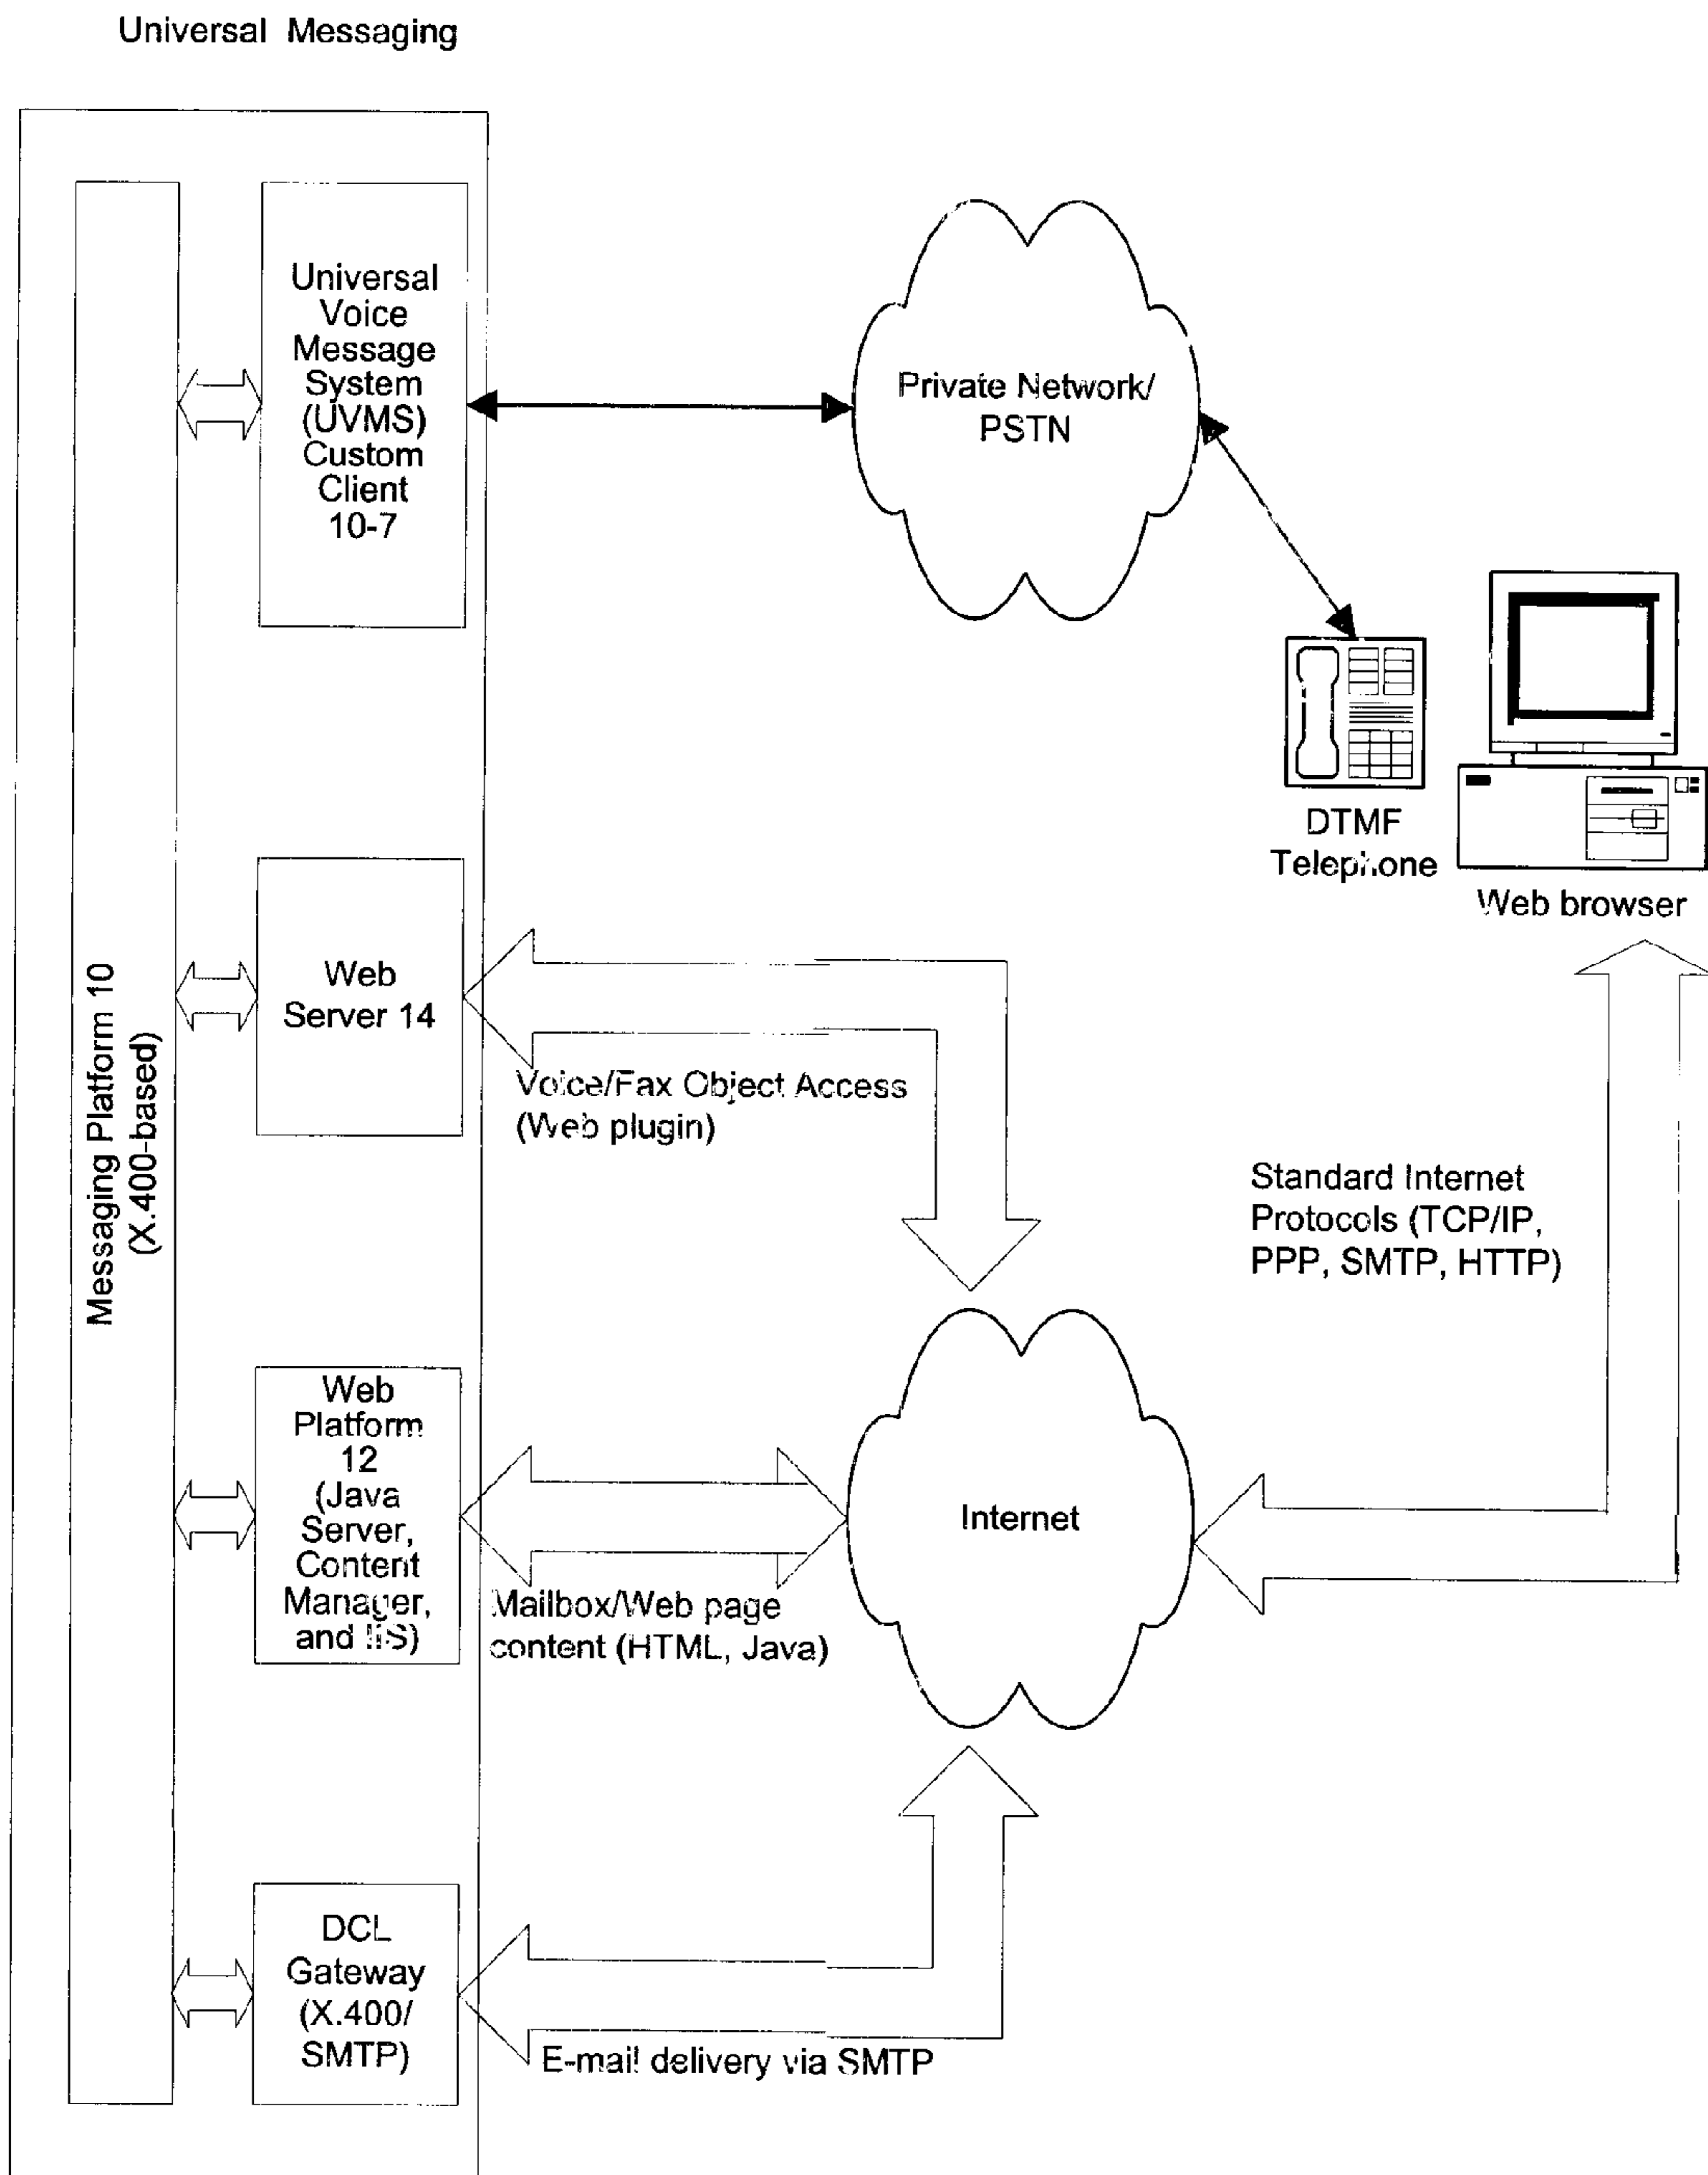 Universal Messaging
Universal
Voice
Message
System
(UVMS)
Custom
Client
10-7
Private Network/
PSTN
DTMF
Telephone
Web browser
Messaging Platform 10
(X.400-based)
Web
Server 14
Voice/Fax Object Access
(Web plugin)
Standard Internet
Protocols (TCP/IP,
PPP, SMTP, HTTP)
Web
Platform
12
(Java
Server,
Content
Manager,
and IIS)
Mailbox/Web page
content (HTML, Java)
Internet
DCL
Gateway
(X.400/
SMTP)
E-mail delivery via SMTP